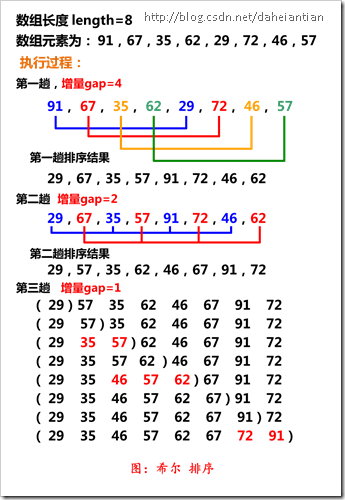 数组长度 length=8
http://blog.csdn.net/daheiantian
数组元素为： 91，67，35，62，29，72，46，57
执行过程：
第一趟，增量gap=4
91，67，35，62，29，72，46，57
第一趟排序结果
29，67，35，57，91，72，46，62
第二趟 增量gap=2
29，67，35，57，91，72，46，62
第二趟排序结果
29，57，35，62，46，67，91，72
第三趟 增量gap=1
( 29 ) 57 35 62 46 67 91 72
( 29 57 ) 35 62 46 67 91 72
( 29 35 57 ) 62 46 67 91 72
( 29 35 57 62 ) 46 67 91 72
( 29 35 46 57 62 ) 67 91 72
( 29 35 46 57 62 67 ) 91 72
( 29 35 46 57 62 67 91 ) 72
( 29 35 46 57 62 67 72 91 )
图：希尔 排序